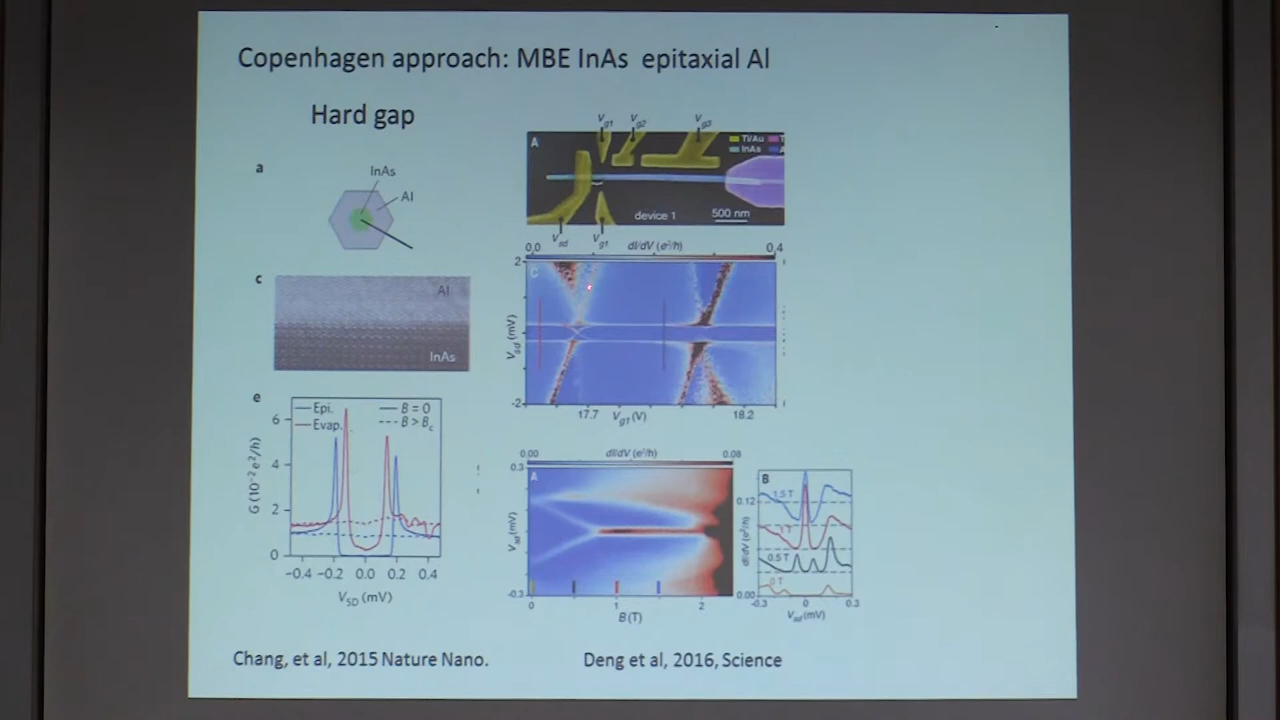 Copenhagen approach: MBE InAs epitaxial Al
Hard gap
a
InAs
Al
c
Al
InAs
e
Epi.
Evap.
B = 0
B > Bc
6
4
2
0
G (10⁻² e²/h)
−0.4 −0.2 0.0 0.2 0.4
VSD (mV)
Chang, et al, 2015 Nature Nano.
Vg1 Vg2 Vg3
A
Ti/Au
InAs
device 1
500 nm
Vsd Vg1
0.0 dI/dV (e²/h) 0.4
C
2
-2
Vsd (mV)
17.7 Vg1 (V) 18.2
0.00 dI/dV (e²/h) 0.08
A
0.3
-0.3
Vsd (mV)
0 1 2
B (T)
B
0.12
0.00
dI/dV (e²/h)
1.5 T
1 T
0.5 T
0 T
-0.3 0 0.3
Vsd (mV)
Deng et al, 2016, Science